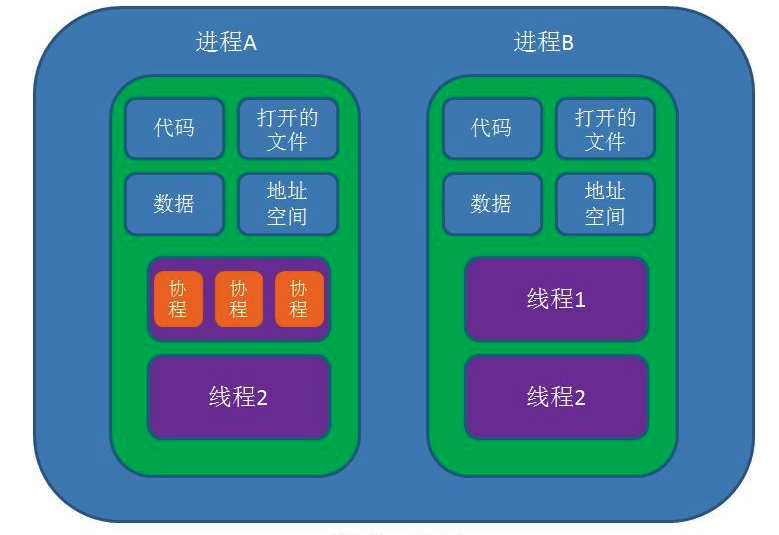 进程A
进程B
代码
打开的
文件
代码
打开的
文件
数据
地址
空间
数据
地址
空间
协
程
协
程
协
程
线程1
线程2
线程2